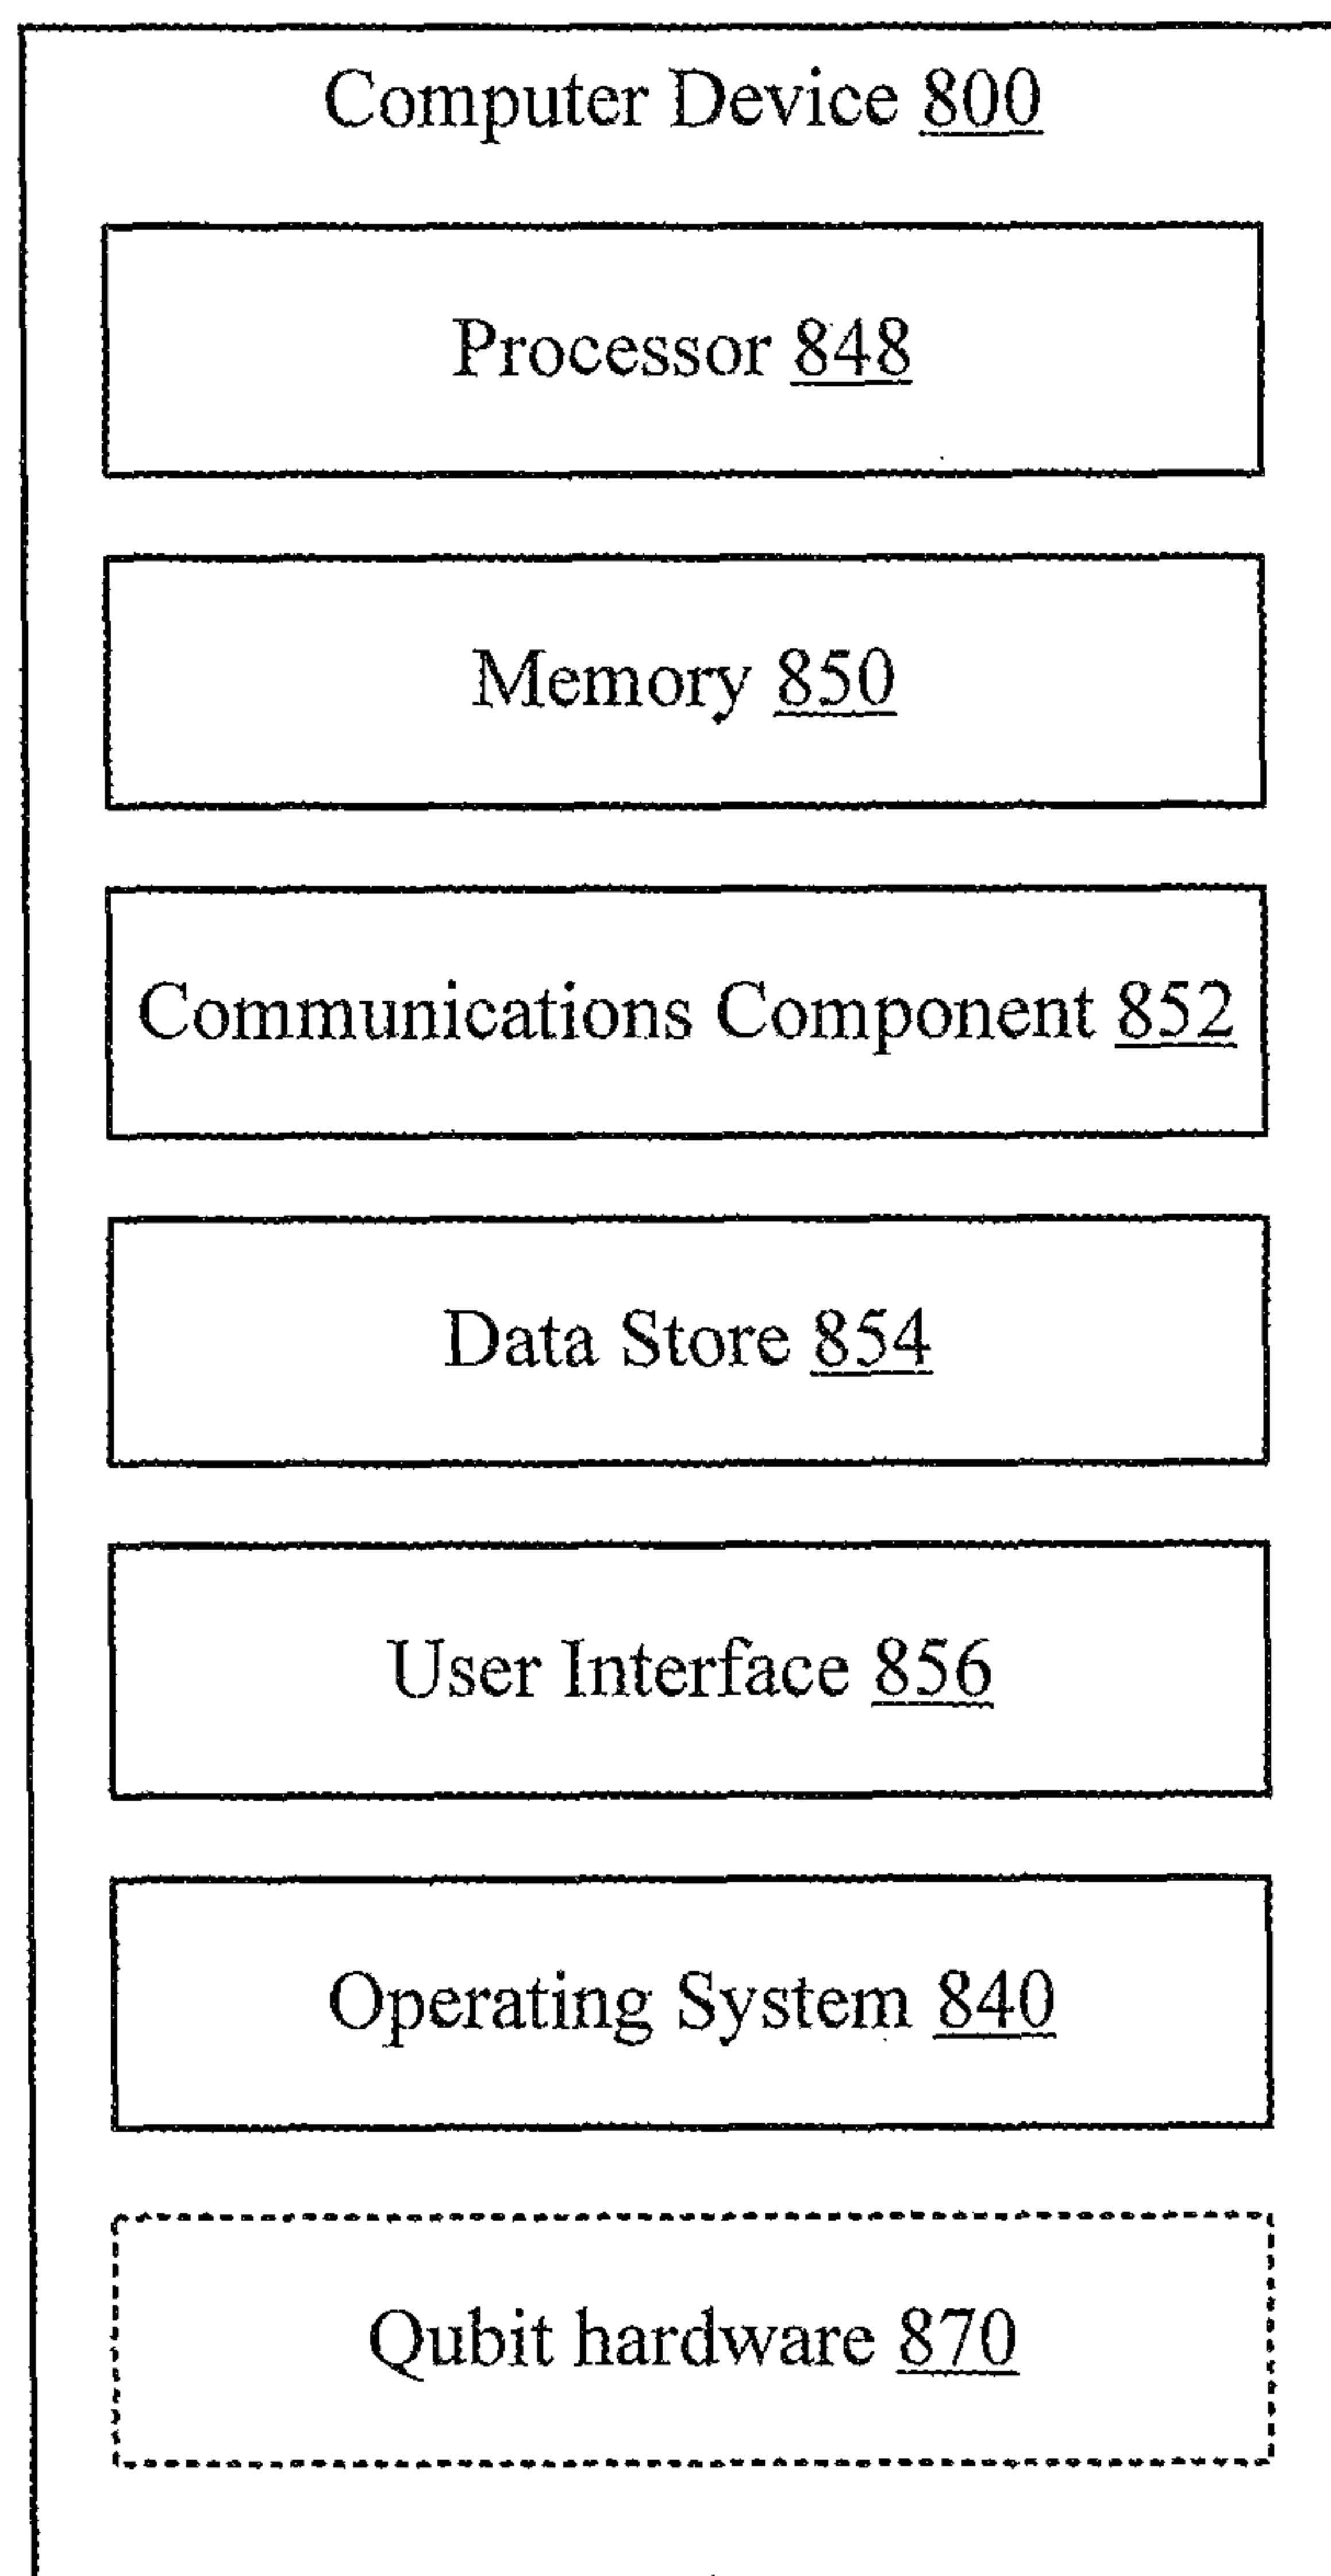 Computer Device 800
Processor 848
Memory 850
Communications Component 852
Data Store 854
User Interface 856
Operating System 840
Qubit hardware 870